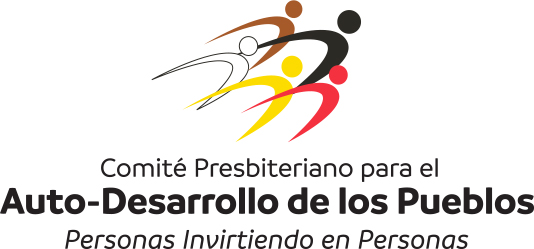 Comité Presbiteriano para el
Auto-Desarrollo de los Pueblos
Personas Invirtiendo en Personas